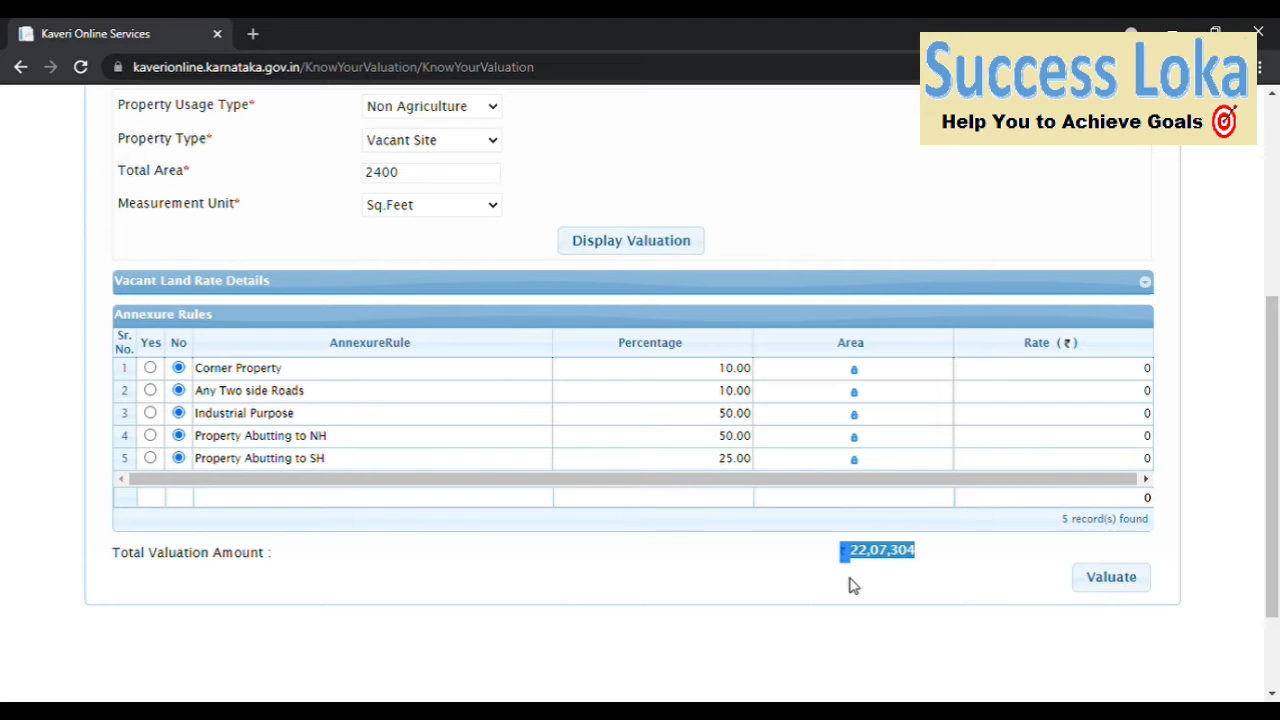 Kaveri Online Services
kaverionline.karnataka.gov.in/KnowYourValuation/KnowYourValuation
Success Loka
Help You to Achieve Goals
Property Usage Type* Non Agriculture
Property Type* Vacant Site
Total Area* 2400
Measurement Unit* Sq.Feet
Display Valuation
Vacant Land Rate Details
Annexure Rules
Sr. No. Yes No AnnexureRule Percentage Area Rate (₹)
1 Corner Property 10.00 0
2 Any Two side Roads 10.00 0
3 Industrial Purpose 50.00 0
4 Property Abutting to NH 50.00 0
5 Property Abutting to SH 25.00 0
0
5 record(s) found
Total Valuation Amount : ₹ 22,07,304
Valuate